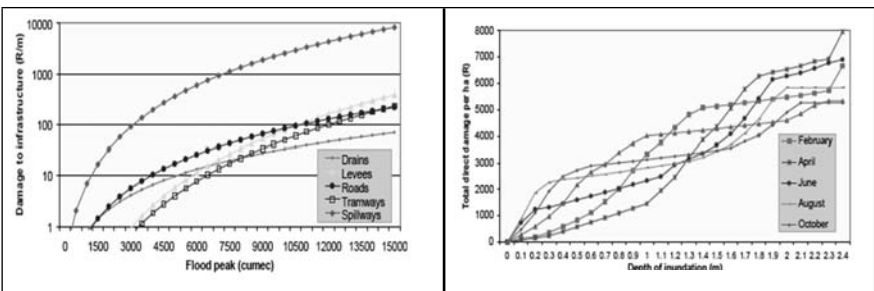 Damage to infrastructure (R/m)
10000
1000
100
10
1
Drains
Levees
Roads
Tramways
Spillways
0 1500 3000 4500 6000 7500 9000 10500 12000 13500 15000
Flood peak (cumec)
Total direct damage per ha (R)
8000
7000
6000
5000
4000
3000
2000
1000
0
February
April
June
August
October
0 0.1 0.2 0.3 0.4 0.5 0.6 0.7 0.8 0.9 1 1.1 1.2 1.3 1.4 1.5 1.6 1.7 1.8 1.9 2 2.1 2.2 2.3 2.4
Depth of inundation (m)